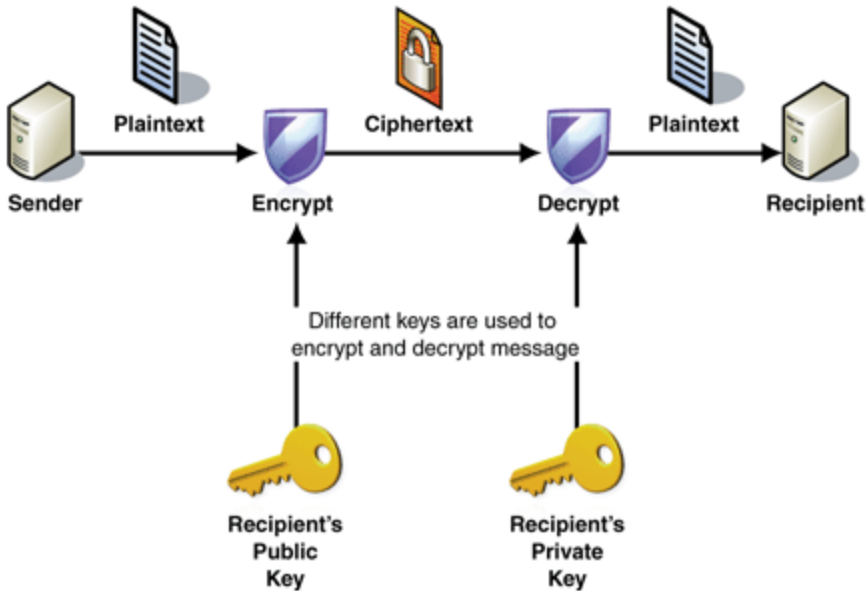 Plaintext
Ciphertext
Plaintext
Sender
Encrypt
Decrypt
Recipient
Different keys are used to
encrypt and decrypt message
Recipient's
Public
Key
Recipient's
Private
Key